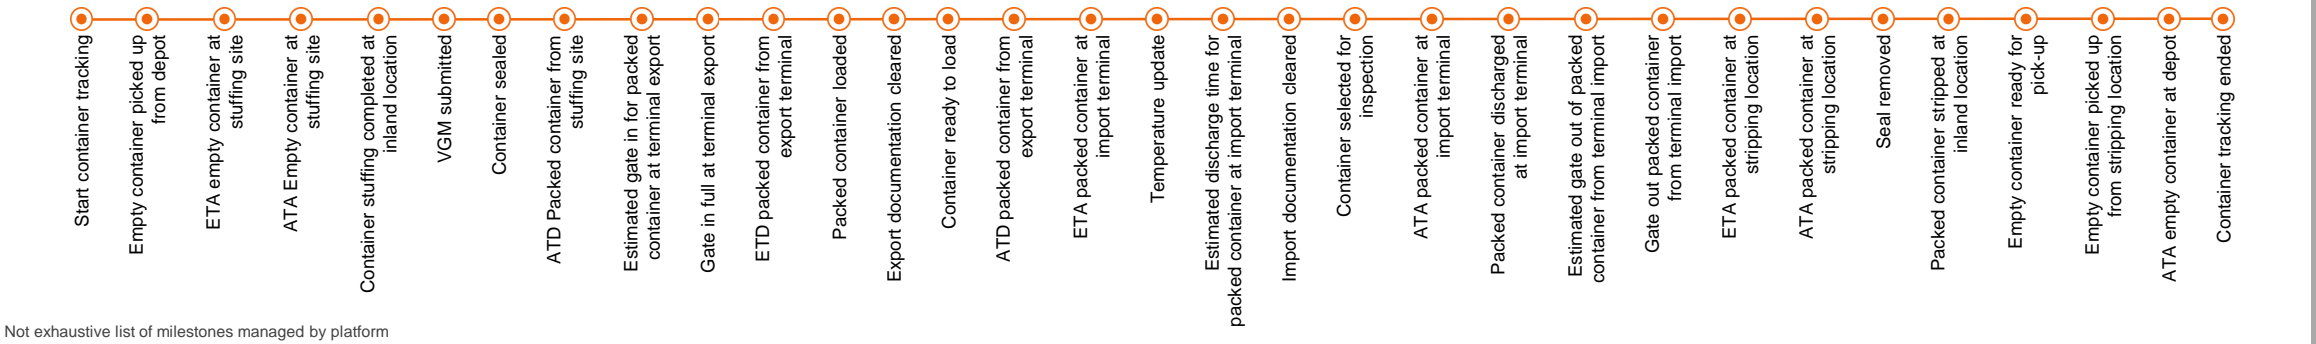 Start container tracking
Empty container picked up
from depot
ETA empty container at
stuffing site
ATA Empty container at
stuffing site
Container stuffing completed at
inland location
VGM submitted
Container sealed
ATD Packed container from
stuffing site
Estimated gate in for packed
container at terminal export
Gate in full at terminal export
ETD packed container from
export terminal
Packed container loaded
Export documentation cleared
Container ready to load
ATD packed container from
export terminal
ETA packed container at
import terminal
Temperature update
Estimated discharge time for
packed container at import terminal
Import documentation cleared
Container selected for
inspection
ATA packed container at
import terminal
Packed container discharged
at import terminal
Estimated gate out of packed
container from terminal import
Gate out packed container
from terminal import
ETA packed container at
stripping location
ATA packed container at
stripping location
Seal removed
Packed container stripped at
inland location
Empty container ready for
pick-up
Empty container picked up
from stripping location
ATA empty container at depot
Container tracking ended
Not exhaustive list of milestones managed by platform